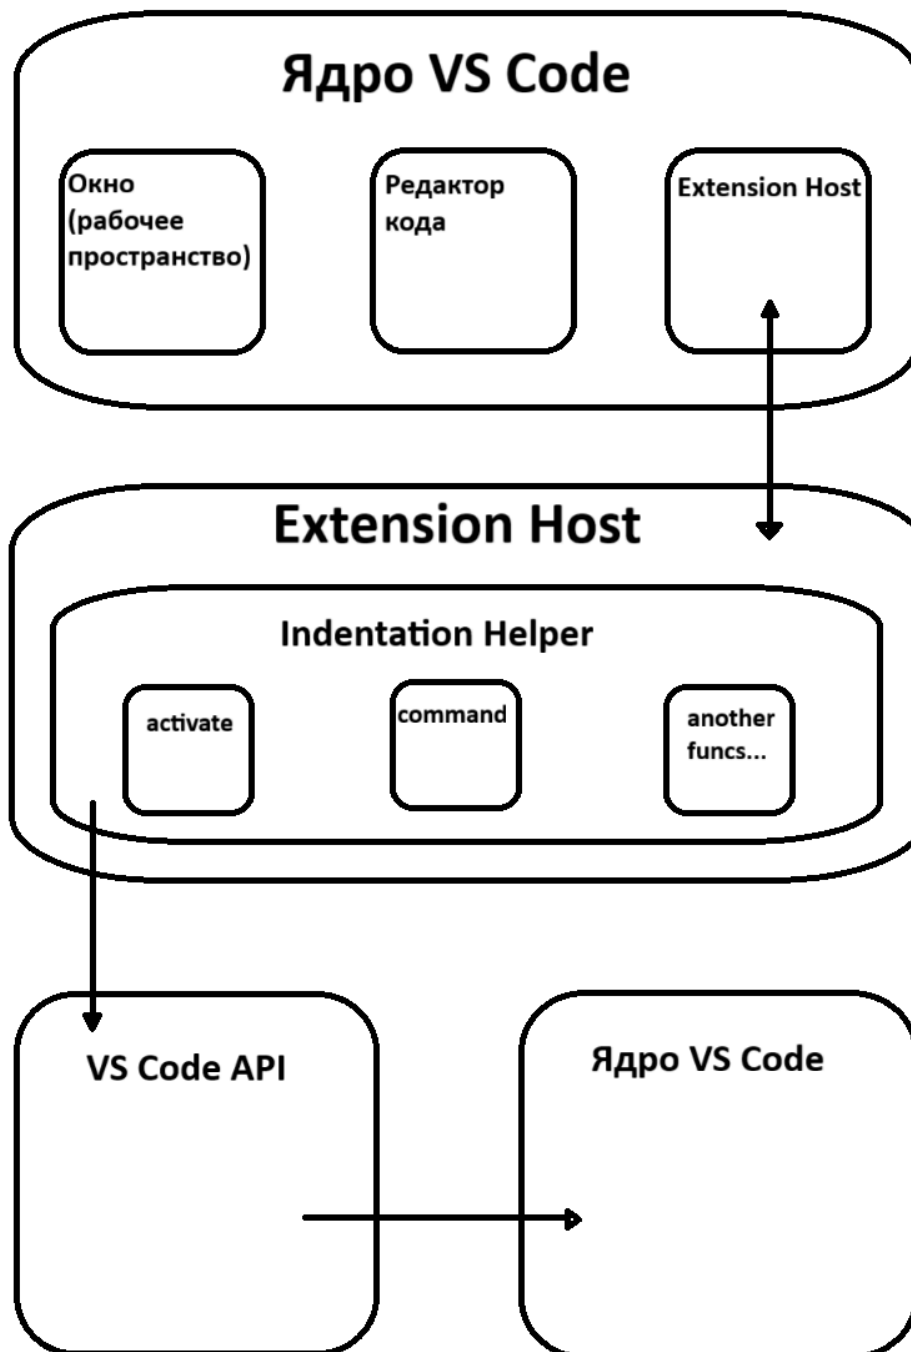 Ядро VS Code
Окно
(рабочее
пространство)
Редактор
кода
Extension Host
Extension Host
Indentation Helper
activate
command
another
funcs...
VS Code API
Ядро VS Code